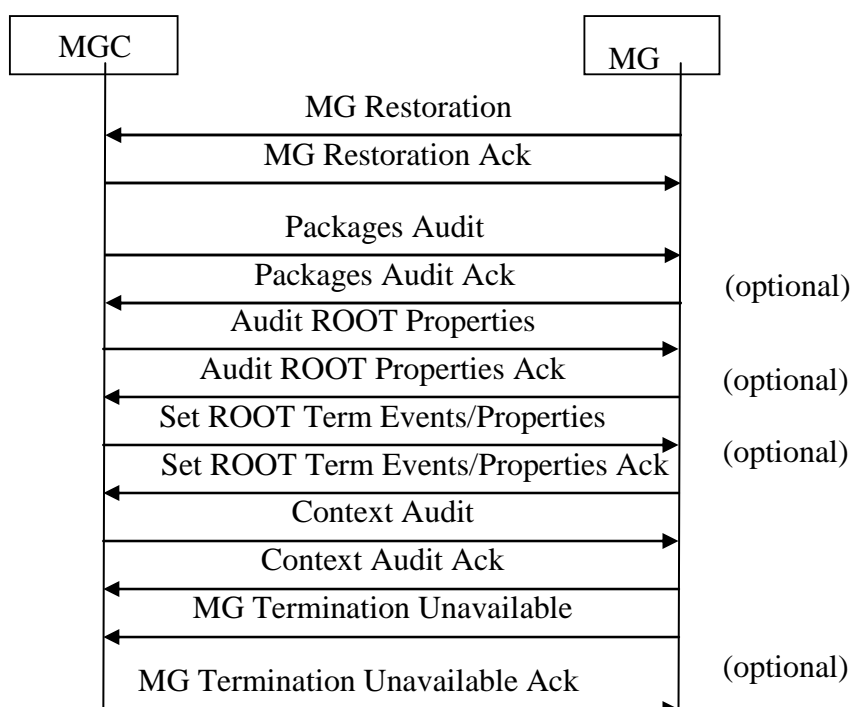 MGC
MG
MG Restoration
MG Restoration Ack
Packages Audit
Packages Audit Ack
(optional)
Audit ROOT Properties
Audit ROOT Properties Ack
(optional)
Set ROOT Term Events/Properties
(optional)
Set ROOT Term Events/Properties Ack
Context Audit
Context Audit Ack
MG Termination Unavailable
(optional)
MG Termination Unavailable Ack